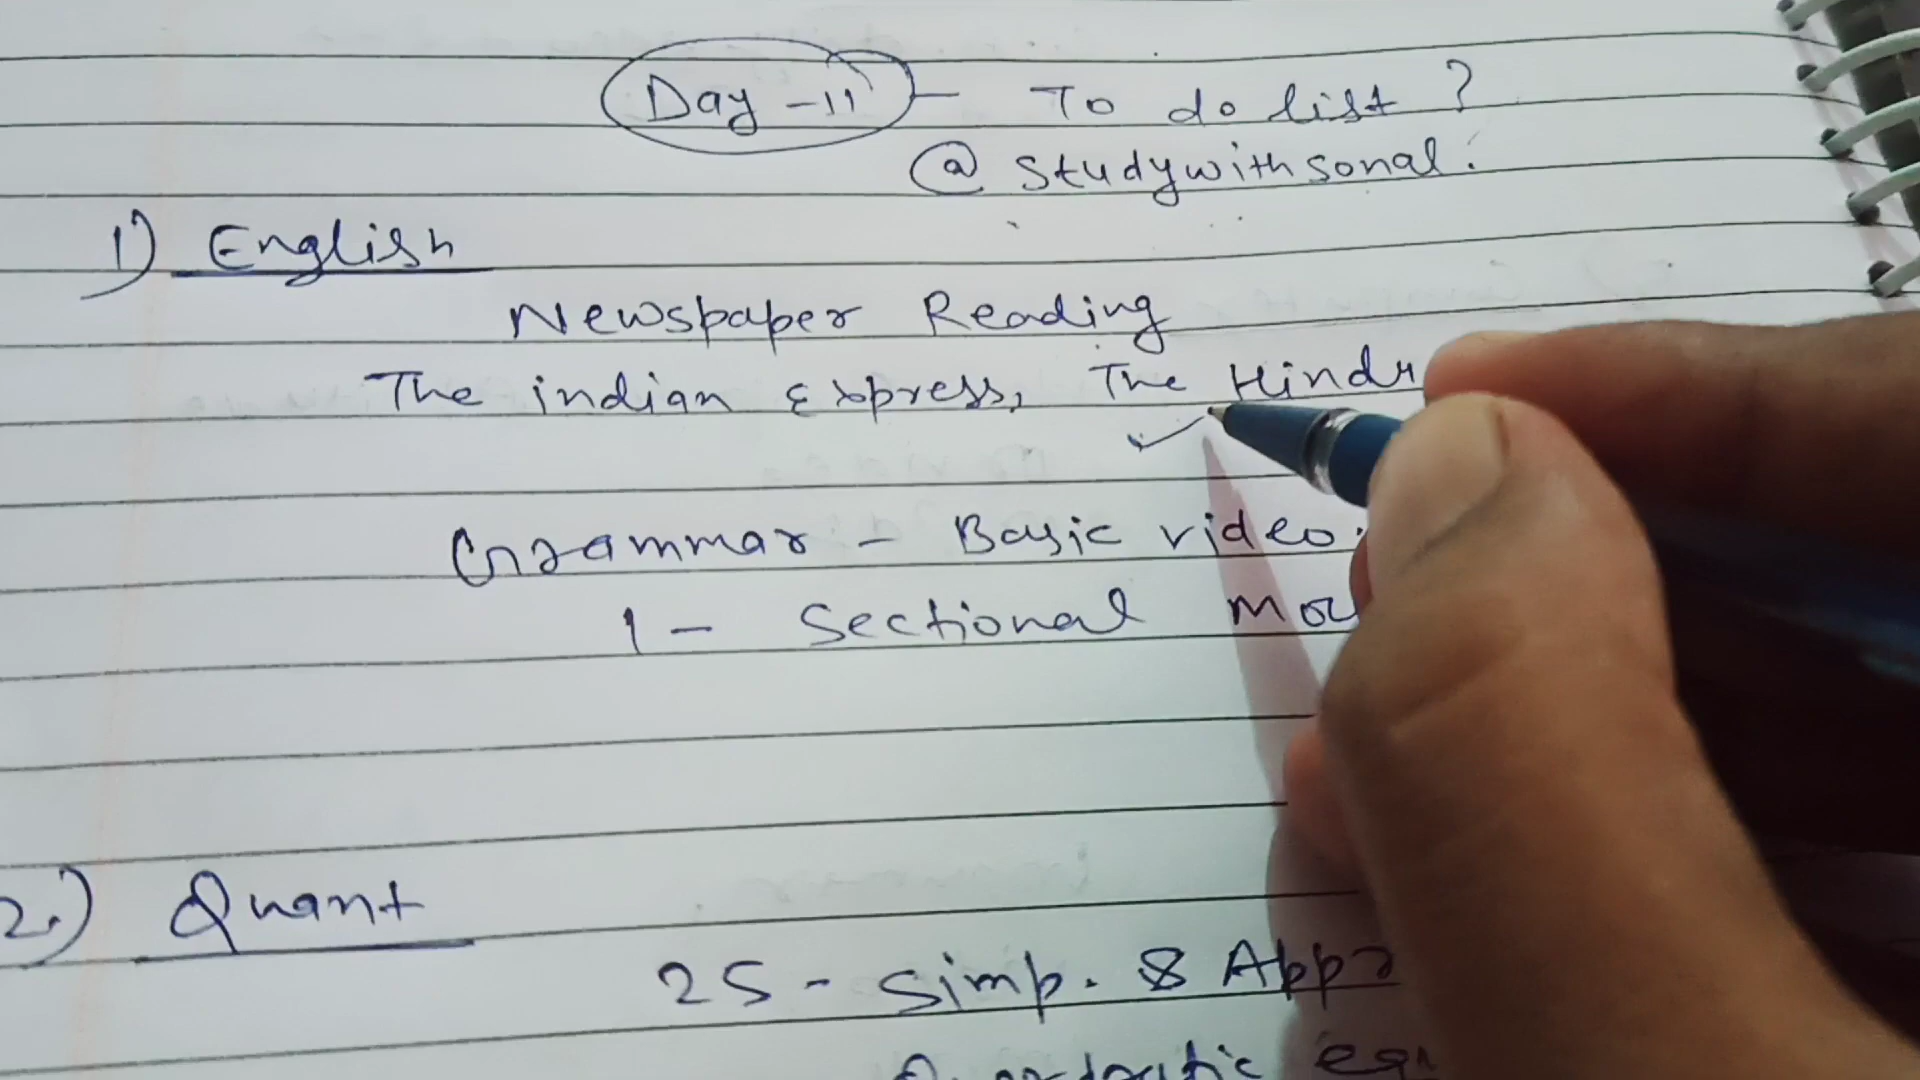 Day -11 - To do list ?
@ studywithsonal.
1) English
Newspaper Reading
The indian Express, The Hindu
Grammar - Basic video.
1 - Sectional
2.) Quant
25 - Simp. &